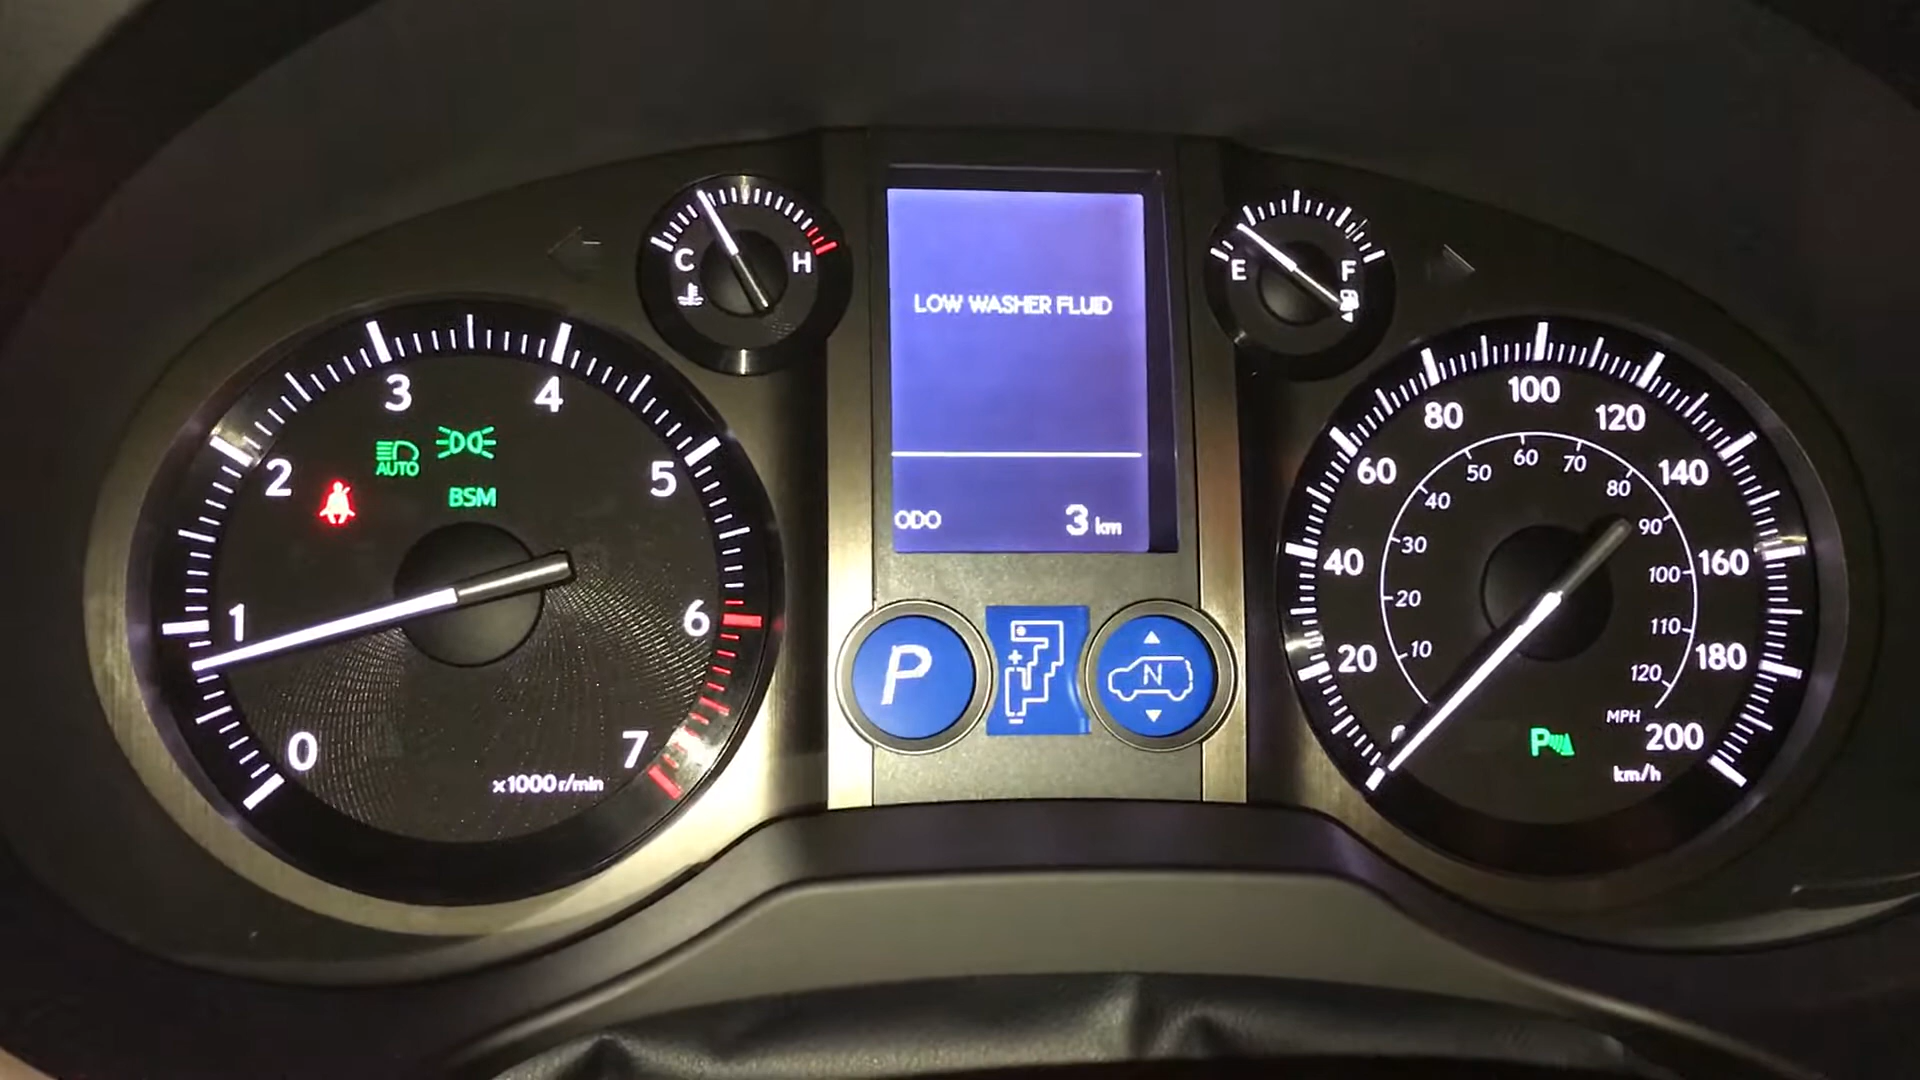 C H
E F
LOW WASHER FLUID
ODO 3 km
0 1 2 3 4 5 6 7
x1000 r/min
AUTO
BSM
P
N
20 40 60 80 100 120 140 160 180 200
km/h
10 20 30 40 50 60 70 80 90 100 110 120
MPH
P